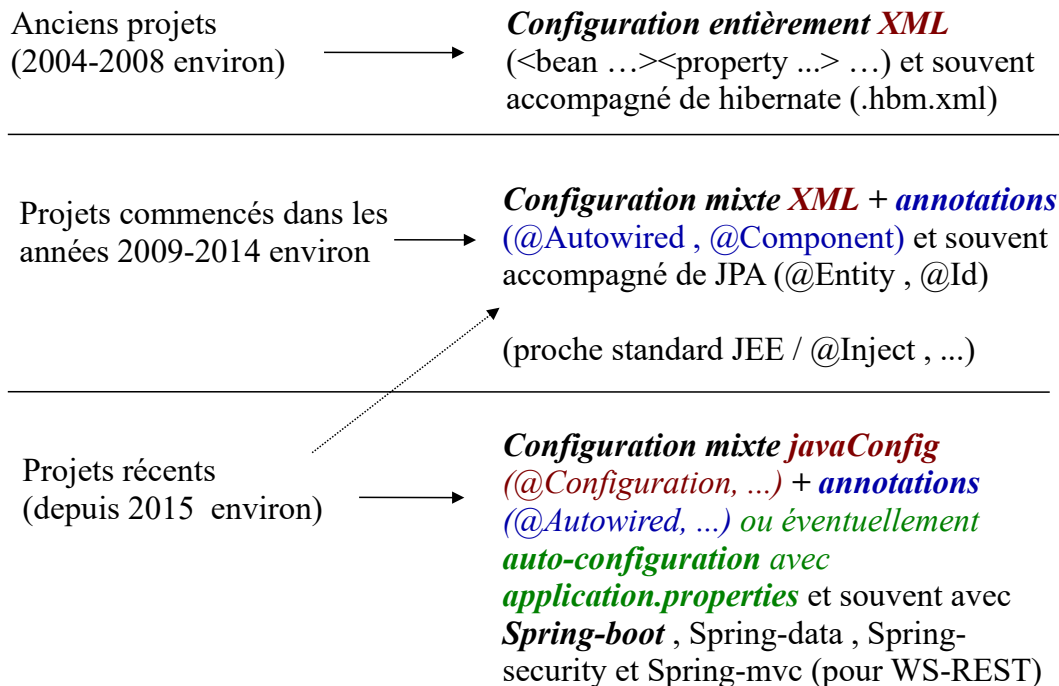 Anciens projets
(2004-2008 environ)
Configuration entièrement XML
(<bean …><property ...> …) et souvent
accompagné de hibernate (.hbm.xml)
Projets commencés dans les
années 2009-2014 environ
Configuration mixte XML + annotations
(@Autowired , @Component) et souvent
accompagné de JPA (@Entity , @Id)
(proche standard JEE / @Inject , ...)
Projets récents
(depuis 2015 environ)
Configuration mixte javaConfig
(@Configuration, ...) + annotations
(@Autowired, ...) ou éventuellement
auto-configuration avec
application.properties et souvent avec
Spring-boot , Spring-data , Spring-
security et Spring-mvc (pour WS-REST)